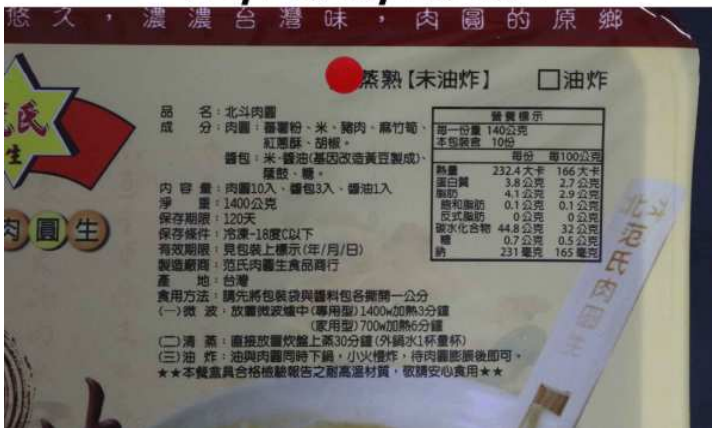 悠久，濃濃台灣味，肉圓的原鄉
蒸熟【未油炸】 □油炸
范氏
生
肉圓生
品 名：北斗肉圓
成 分：肉圓：蕃薯粉、米、豬肉、麻竹筍、
紅蔥酥、胡椒。
醬包：米、醬油(基因改造黃豆製成)、
蔭鼓、糖。
內 容 量：肉圓10入、醬包3入、醬油1入
淨 重：1400公克
保存期限：120天
保存條件：冷凍-18度C以下
有效期限：見包裝上標示(年/月/日)
製造廠商：范氏肉圓生食品商行
產 地：台灣
食用方法：請先將包裝袋與醬料包各撕開一公分
(一)微 波：放置微波爐中(專用型)1400w加熱3分鐘
(家用型)700w加熱6分鐘
(二)清 蒸：直接放置炊盤上蒸30分鐘(外鍋水1杯量杯)
(三)油 炸：油與肉圓同時下鍋，小火慢炸，待肉圓膨脹後即可。
★★本餐盒具合格檢驗報告之耐高溫材質，敬請安心食用★★
營養標示
每一份量 140公克
本包裝含 10份
每份 每100公克
熱量 232.4大卡 166大卡
蛋白質 3.8公克 2.7公克
脂肪 4.1公克 2.9公克
飽和脂肪 0.1公克 0.1公克
反式脂肪 0公克 0公克
碳水化合物 44.8公克 32公克
糖 0.7公克 0.5公克
鈉 231毫克 165毫克
北斗
范氏肉圓生